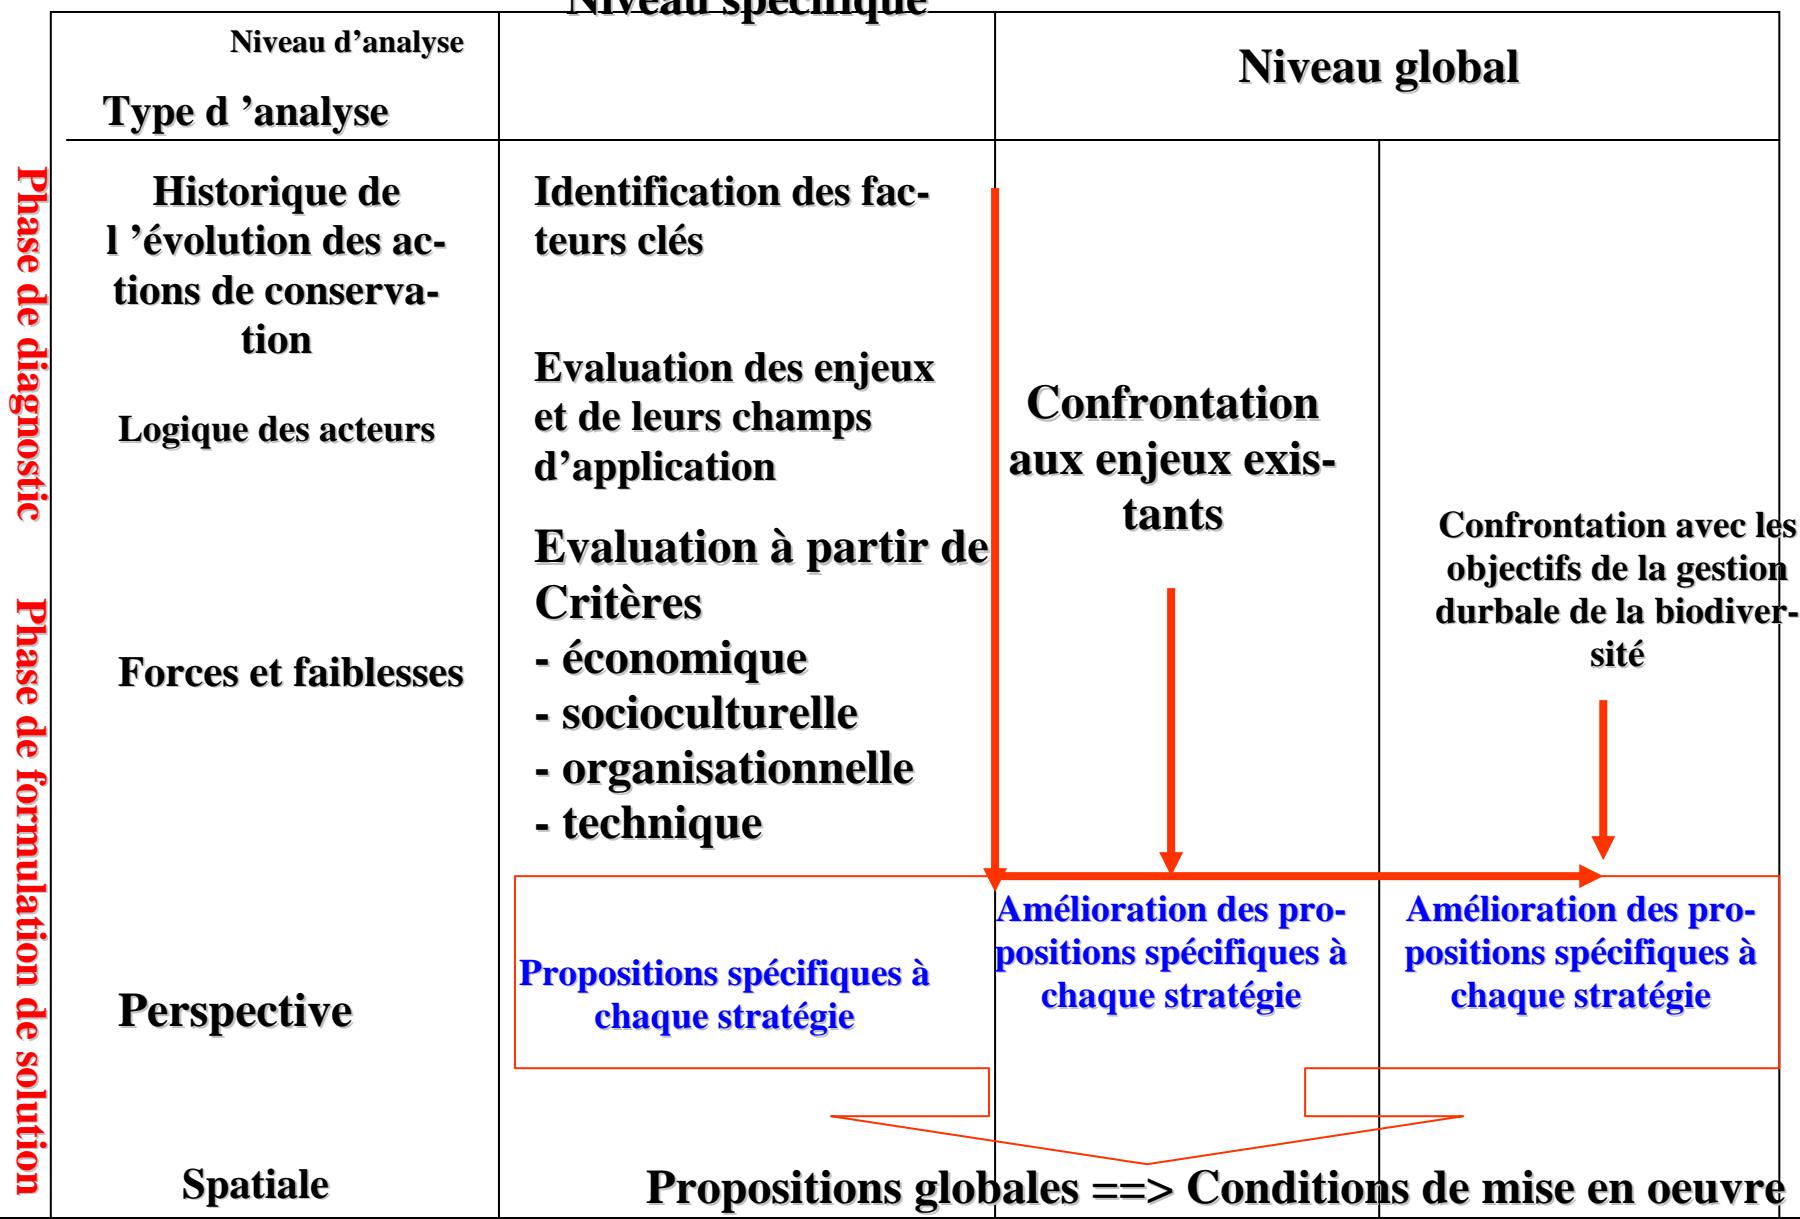 Niveau spécifique
Niveau d’analyse
Type d ’analyse
Niveau global
Phase de diagnostic
Phase de formulation de solution
Historique de
l ’évolution des ac-
tions de conserva-
tion
Identification des fac-
teurs clés
Logique des acteurs
Evaluation des enjeux
et de leurs champs
d’application
Confrontation
aux enjeux exis-
tants
Forces et faiblesses
Evaluation à partir de
Critères
- économique
- socioculturelle
- organisationnelle
- technique
Confrontation avec les
objectifs de la gestion
durbale de la biodiver-
sité
Perspective
Propositions spécifiques à
chaque stratégie
Amélioration des pro-
positions spécifiques à
chaque stratégie
Amélioration des pro-
positions spécifiques à
chaque stratégie
Spatiale
Propositions globales ==> Conditions de mise en oeuvre